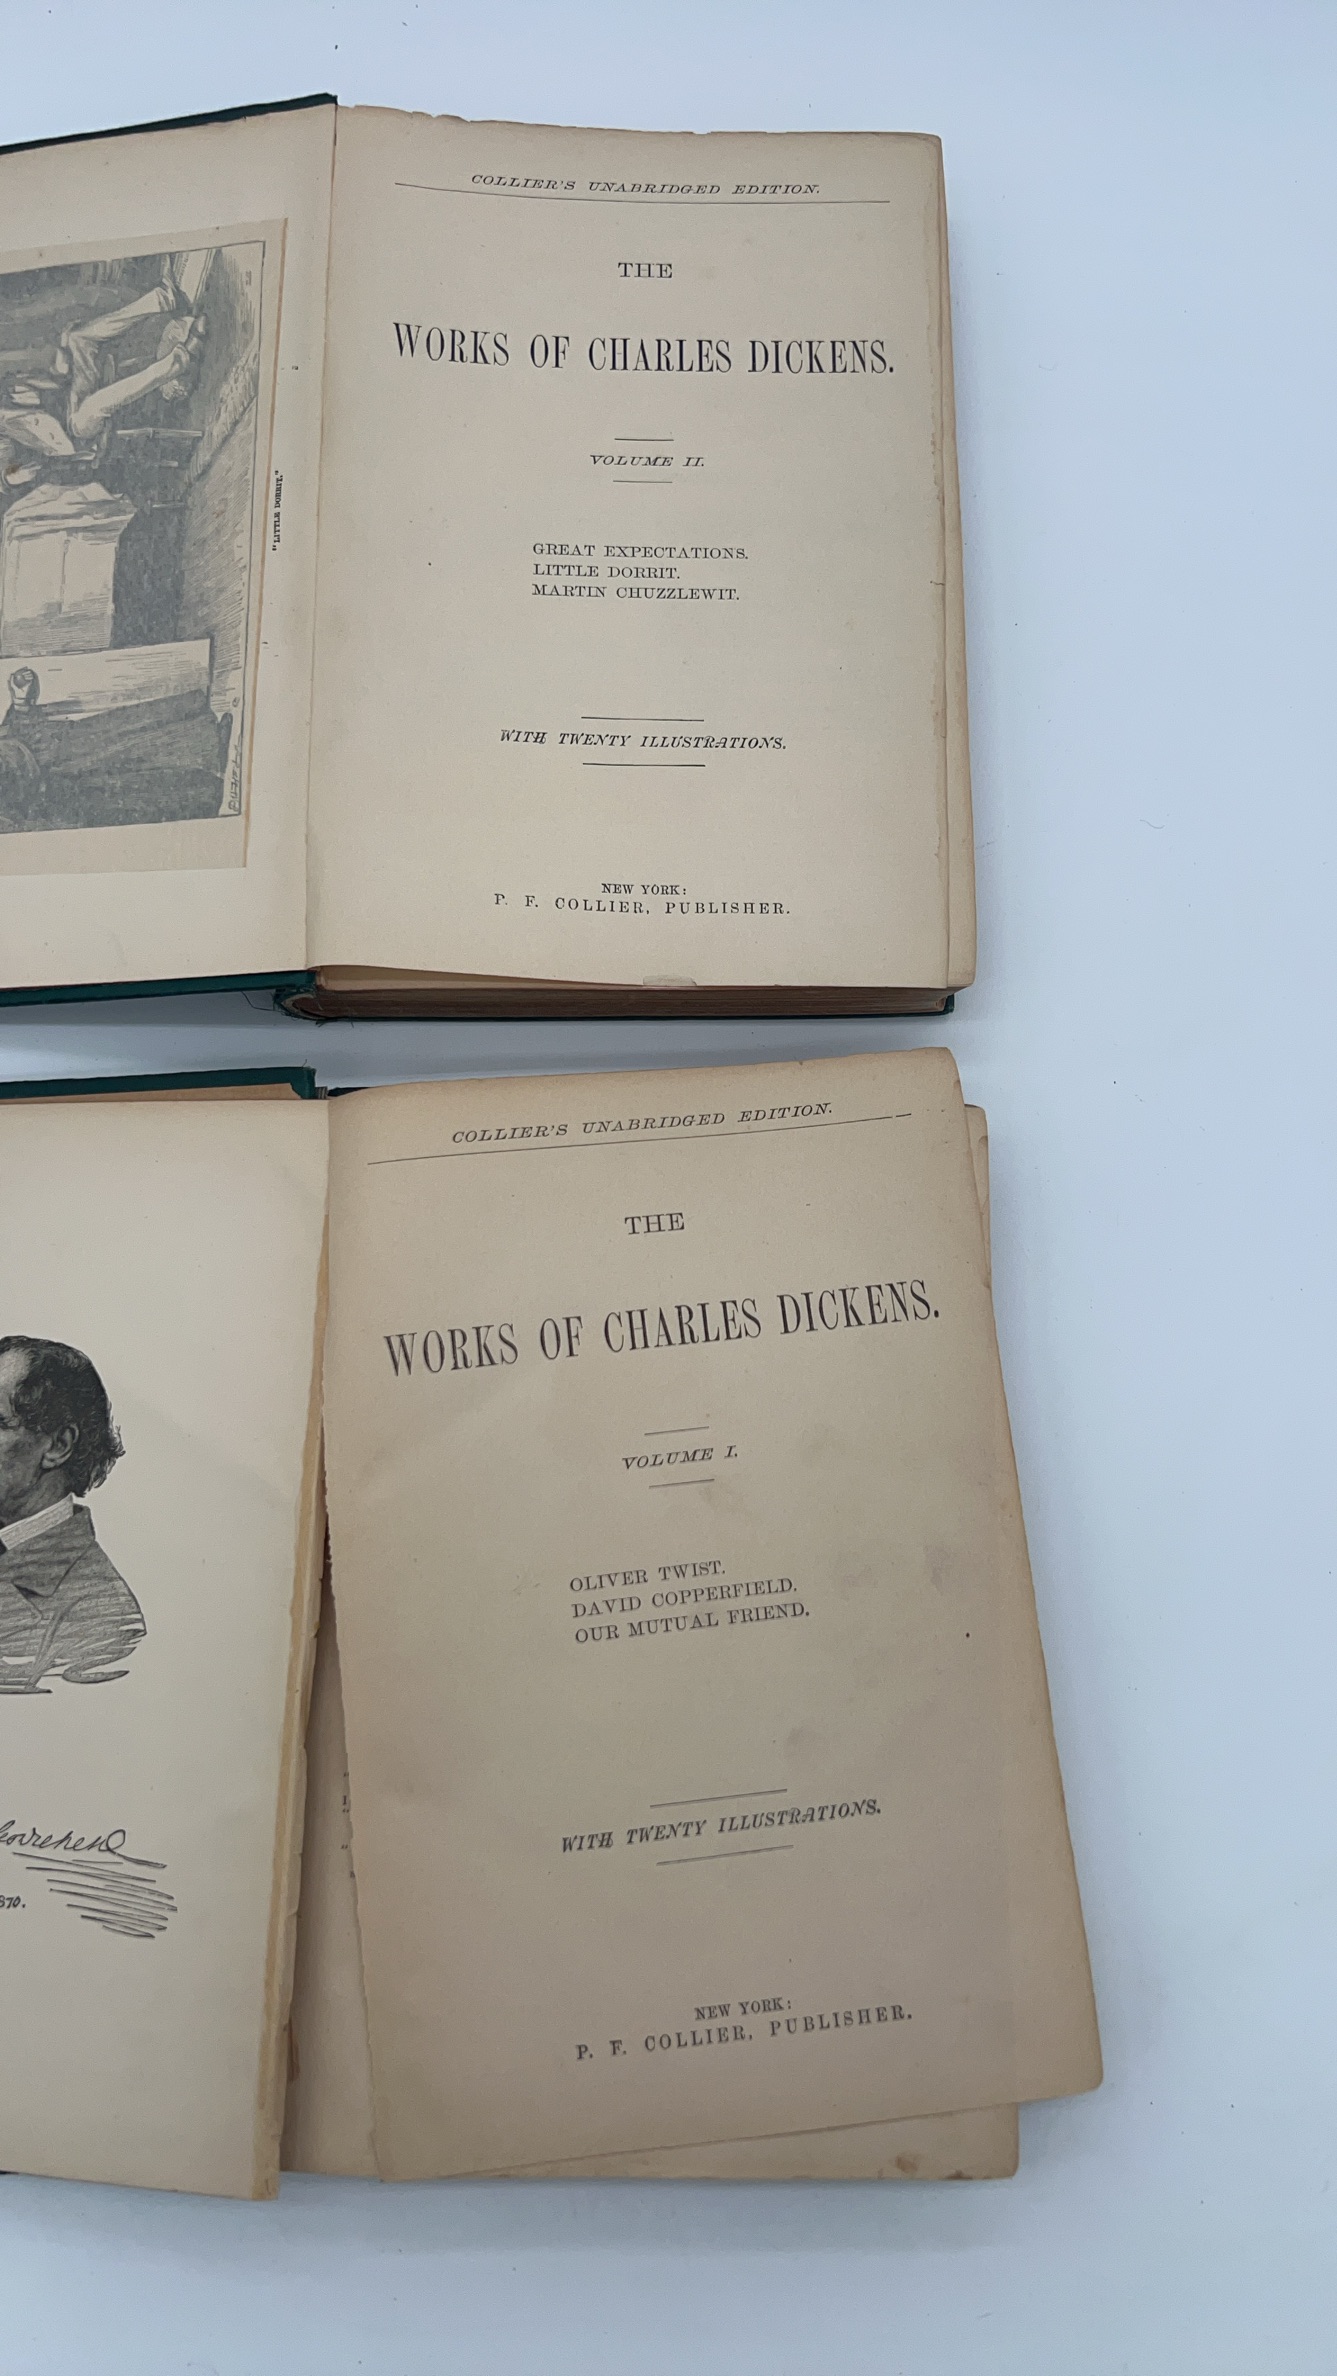 COLLIER'S UNABRIDGED EDITION.
THE
WORKS OF CHARLES DICKENS.
VOLUME II.
GREAT EXPECTATIONS.
LITTLE DORRIT.
MARTIN CHUZZLEWIT.
WITH TWENTY ILLUSTRATIONS.
NEW YORK:
P. F. COLLIER, PUBLISHER.
"LITTLE DORRIT."
COLLIER'S UNABRIDGED EDITION.
THE
WORKS OF CHARLES DICKENS.
VOLUME I.
OLIVER TWIST.
DAVID COPPERFIELD.
OUR MUTUAL FRIEND.
WITH TWENTY ILLUSTRATIONS.
NEW YORK:
P. F. COLLIER, PUBLISHER.
870.